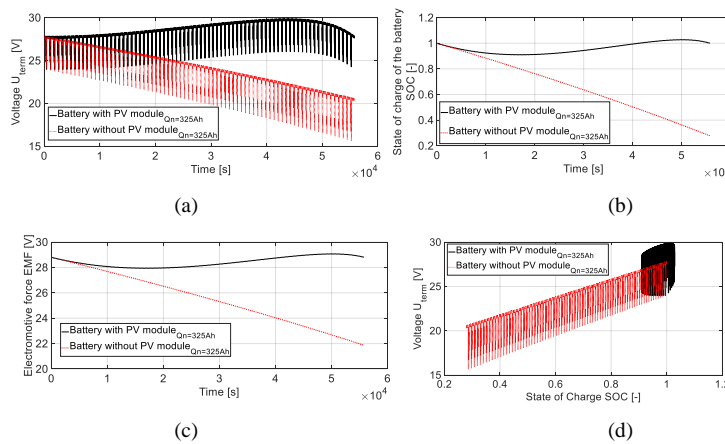 Voltage U_term [V]
30
25
20
15
0
1
2
3
4
5
6
Time [s]
×10^4
Battery with PV module_Qn=325Ah
Battery without PV module_Qn=325Ah
(a)
State of charge of the battery
SOC [-]
1.2
1
0.8
0.6
0.4
0.2
0
2
4
6
Time [s]
×10
Battery with PV module_Qn=325Ah
Battery without PV module_Qn=325Ah
(b)
Electromotive force EMF [V]
30
28
26
24
22
20
0
1
2
3
4
5
6
Time [s]
×10^4
Battery with PV module_Qn=325Ah
Battery without PV module_Qn=325Ah
(c)
Voltage U_term [V]
30
25
20
15
0.2
0.4
0.6
0.8
1
1.2
State of Charge SOC [-]
Battery with PV module_Qn=325Ah
Battery without PV module_Qn=325Ah
(d)